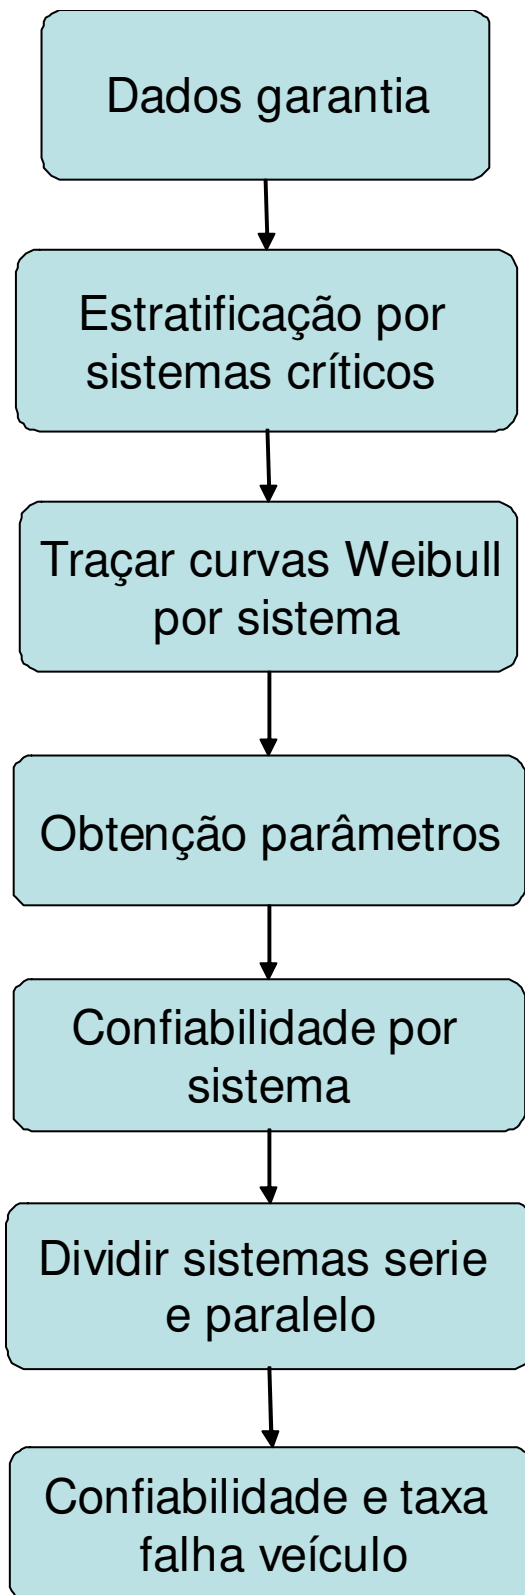 Dados garantia
Estratificação por
sistemas críticos
Traçar curvas Weibull
por sistema
Obtenção parâmetros
Confiabilidade por
sistema
Dividir sistemas serie
e paralelo
Confiabilidade e taxa
falha veículo